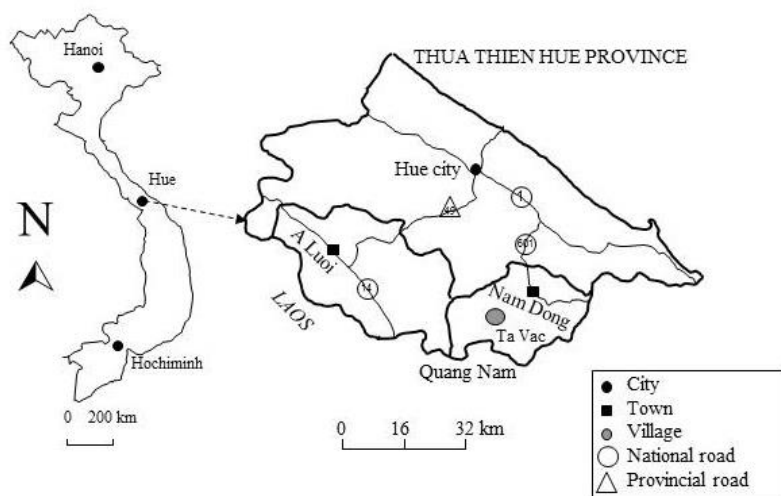 Hanoi
Hue
N
Hochiminh
0 200 km
THUA THIEN HUE PROVINCE
Hue city
49
1
601
A Luoi
14
LAOS
Nam Dong
Ta Vac
Quang Nam
0 16 32 km
City
Town
Village
National road
Provincial road